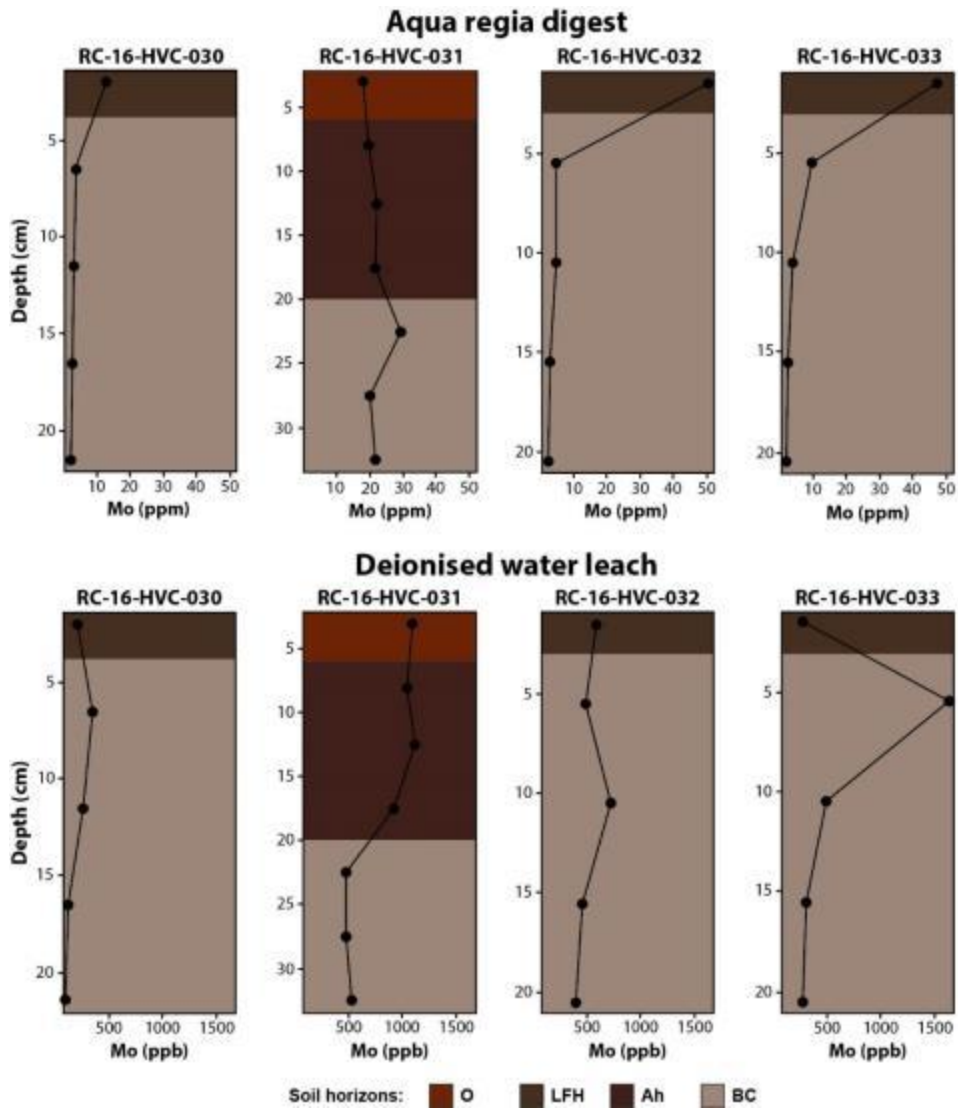 Aqua regia digest
RC-16-HVC-030 RC-16-HVC-031 RC-16-HVC-032 RC-16-HVC-033
Depth (cm)
5 10 15 20
5 10 15 20 25 30
5 10 15 20
5 10 15 20
10 20 30 40 50 10 20 30 40 50 10 20 30 40 50 10 20 30 40 50
Mo (ppm) Mo (ppm) Mo (ppm) Mo (ppm)
Deionised water leach
RC-16-HVC-030 RC-16-HVC-031 RC-16-HVC-032 RC-16-HVC-033
Depth (cm)
5 10 15 20
5 10 15 20 25 30
5 10 15 20
5 10 15 20
500 1000 1500 500 1000 1500 500 1000 1500 500 1000 1500
Mo (ppb) Mo (ppb) Mo (ppb) Mo (ppb)
Soil horizons: O LFH Ah BC